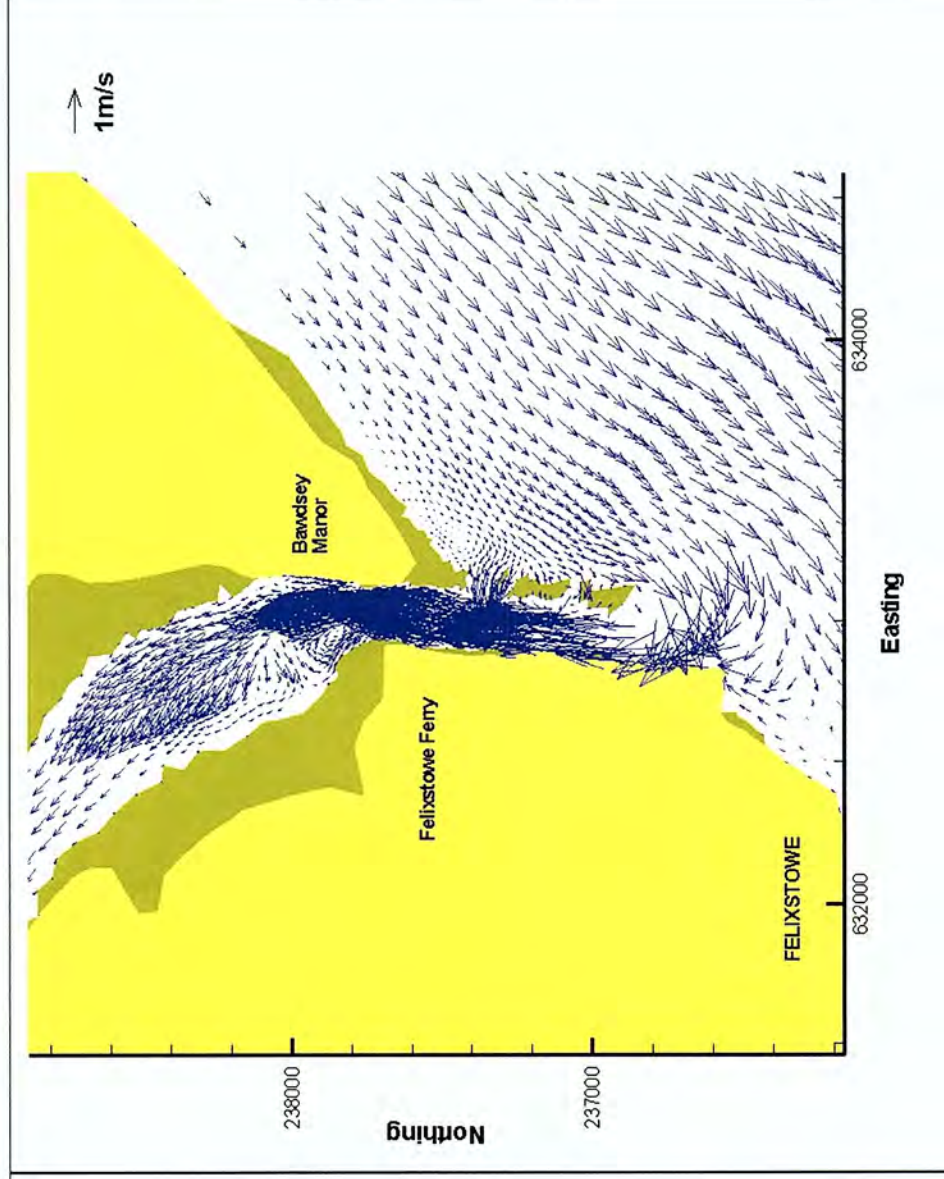 1m/s
Bawdsey
Manor
Felixstowe Ferry
FELIXSTOWE
Northing
238000
237000
632000
634000
Easting